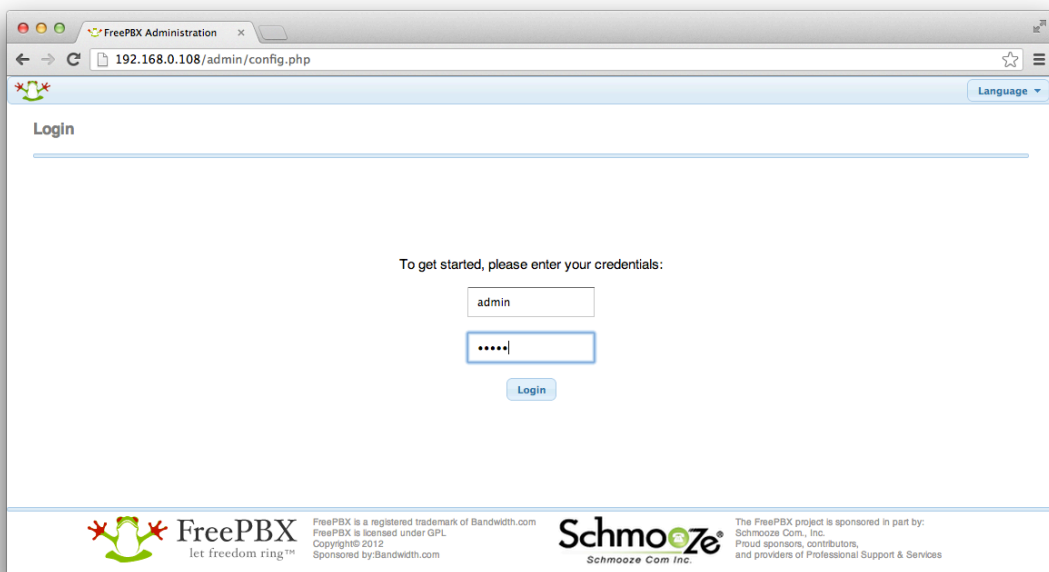 FreePBX Administration
192.168.0.108/admin/config.php
Language
Login
To get started, please enter your credentials:
admin
•••••
Login
FreePBX
let freedom ring™
FreePBX is a registered trademark of Bandwidth.com
FreePBX is licensed under GPL
Copyright© 2012
Sponsored by:Bandwidth.com
Schmooze®
Schmooze Com Inc.
The FreePBX project is sponsored in part by:
Schmooze Com., Inc.
Proud sponsors, contributors,
and providers of Professional Support & Services